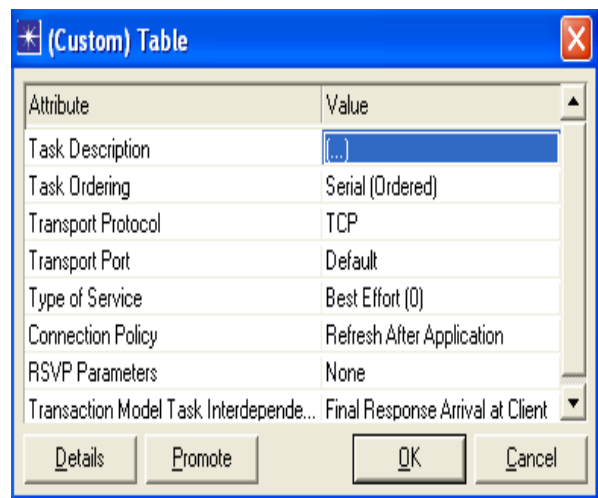 (Custom) Table
Attribute Value
Task Description (...)
Task Ordering Serial (Ordered)
Transport Protocol TCP
Transport Port Default
Type of Service Best Effort (0)
Connection Policy Refresh After Application
RSVP Parameters None
Transaction Model Task Interdepende... Final Response Arrival at Client
Details Promote OK Cancel